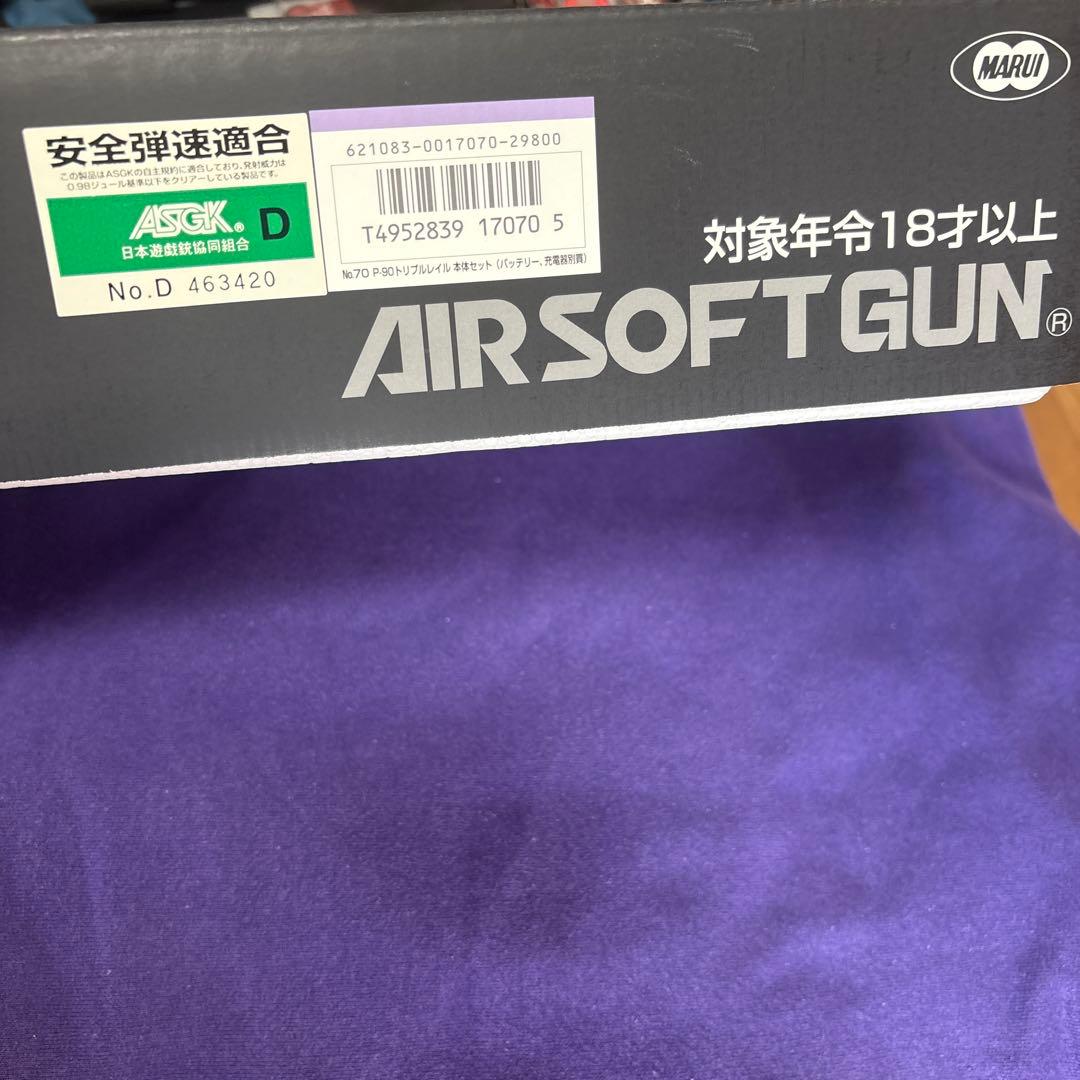 MARUI
安全弾速適合
この製品はASGKの自主規約に適合しており、発射威力は
0.98ジュール基準以下をクリアーしている製品です。
ASGK® D
日本遊戯銃協同組合
No.D 463420
621083-0017070-29800
T4952839 17070 5
No.70 P-90トリプルレイル 本体セット (バッテリー、充電器別買)
対象年令18才以上
AIRSOFT GUN®